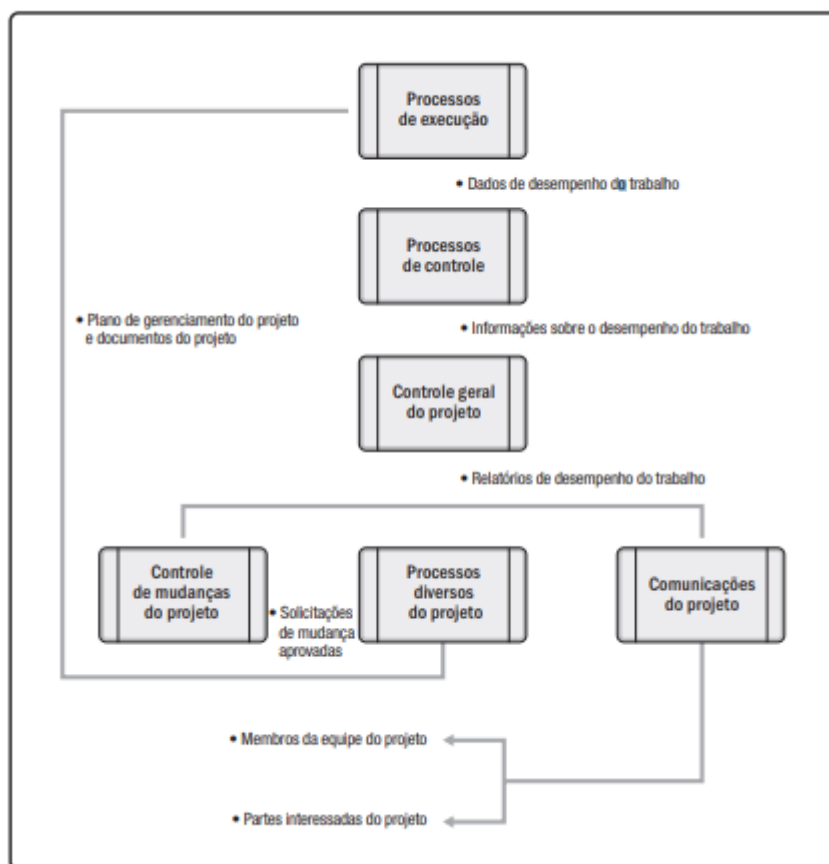 Processos
de execução
• Dados de desempenho do trabalho
Processos
de controle
• Plano de gerenciamento do projeto
e documentos do projeto
• Informações sobre o desempenho do trabalho
Controle geral
do projeto
• Relatórios de desempenho do trabalho
Controle
de mudanças
do projeto
• Solicitações
de mudança
aprovadas
Processos
diversos
do projeto
Comunicações
do projeto
• Membros da equipe do projeto
• Partes interessadas do projeto